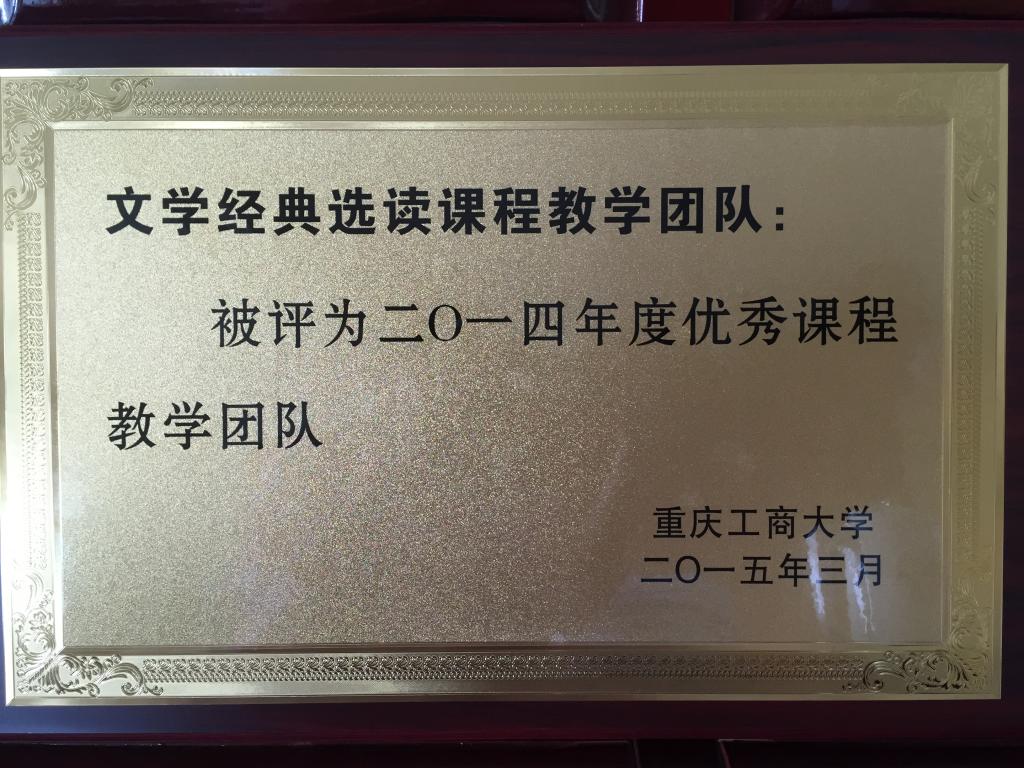 文学经典选读课程教学团队：
被评为二O一四年度优秀课程
教学团队
重庆工商大学
二O一五年三月